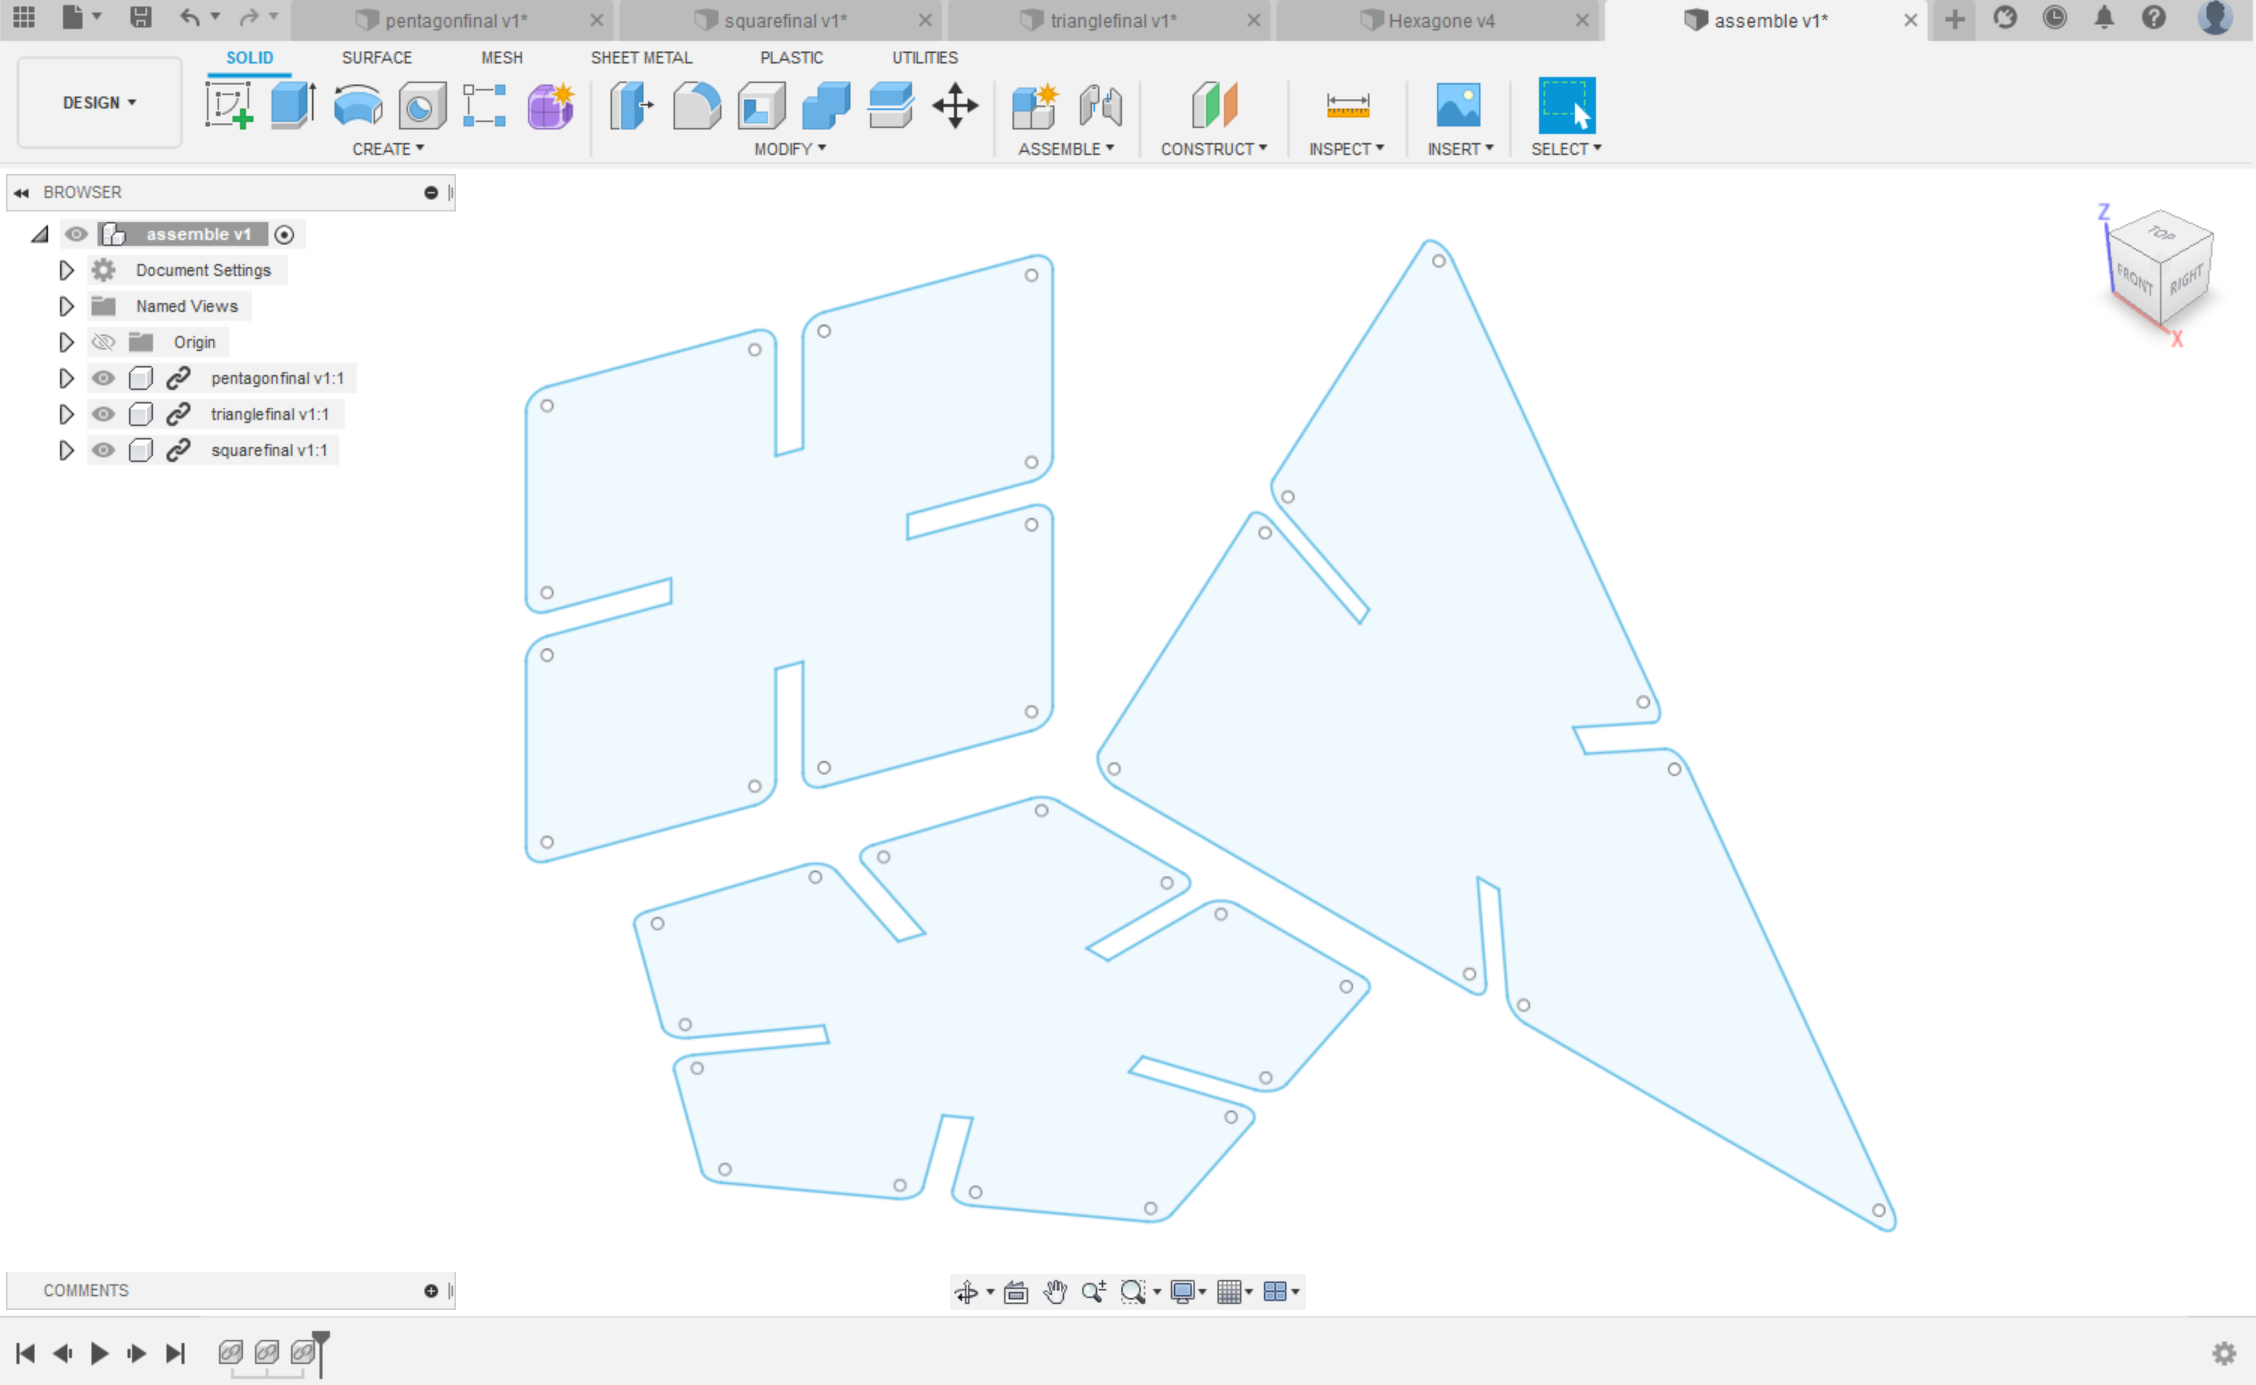 pentagonfinal v1*
squarefinal v1*
trianglefinal v1*
Hexagone v4
assemble v1*
SOLID
SURFACE
MESH
SHEET METAL
PLASTIC
UTILITIES
DESIGN
CREATE
MODIFY
ASSEMBLE
CONSTRUCT
INSPECT
INSERT
SELECT
BROWSER
assemble v1
Document Settings
Named Views
Origin
pentagonfinal v1:1
trianglefinal v1:1
squarefinal v1:1
Z
TOP
FRONT
RIGHT
X
COMMENTS